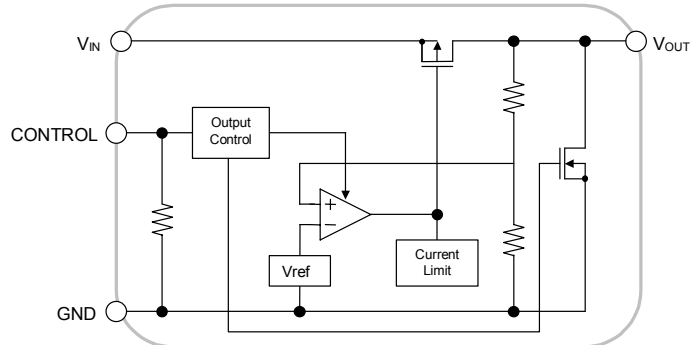 VIN
VOUT
CONTROL
Output
Control
+
−
Vref
Current
Limit
GND